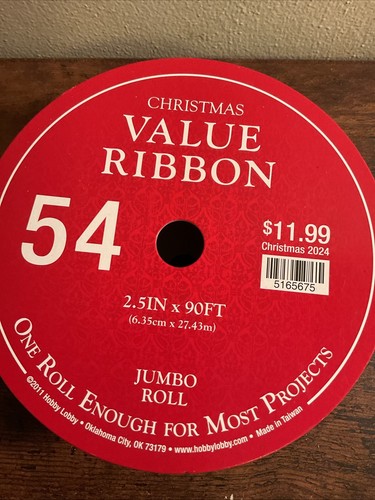 CHRISTMAS
VALUE
RIBBON
54
$11.99
Christmas 2024
5165675
2.5IN x 90FT
(6.35cm x 27.43m)
JUMBO
ROLL
ONE ROLL ENOUGH FOR MOST PROJECTS
©2011 Hobby Lobby • Oklahoma City, OK 73179 • www.hobbylobby.com • Made in Taiwan